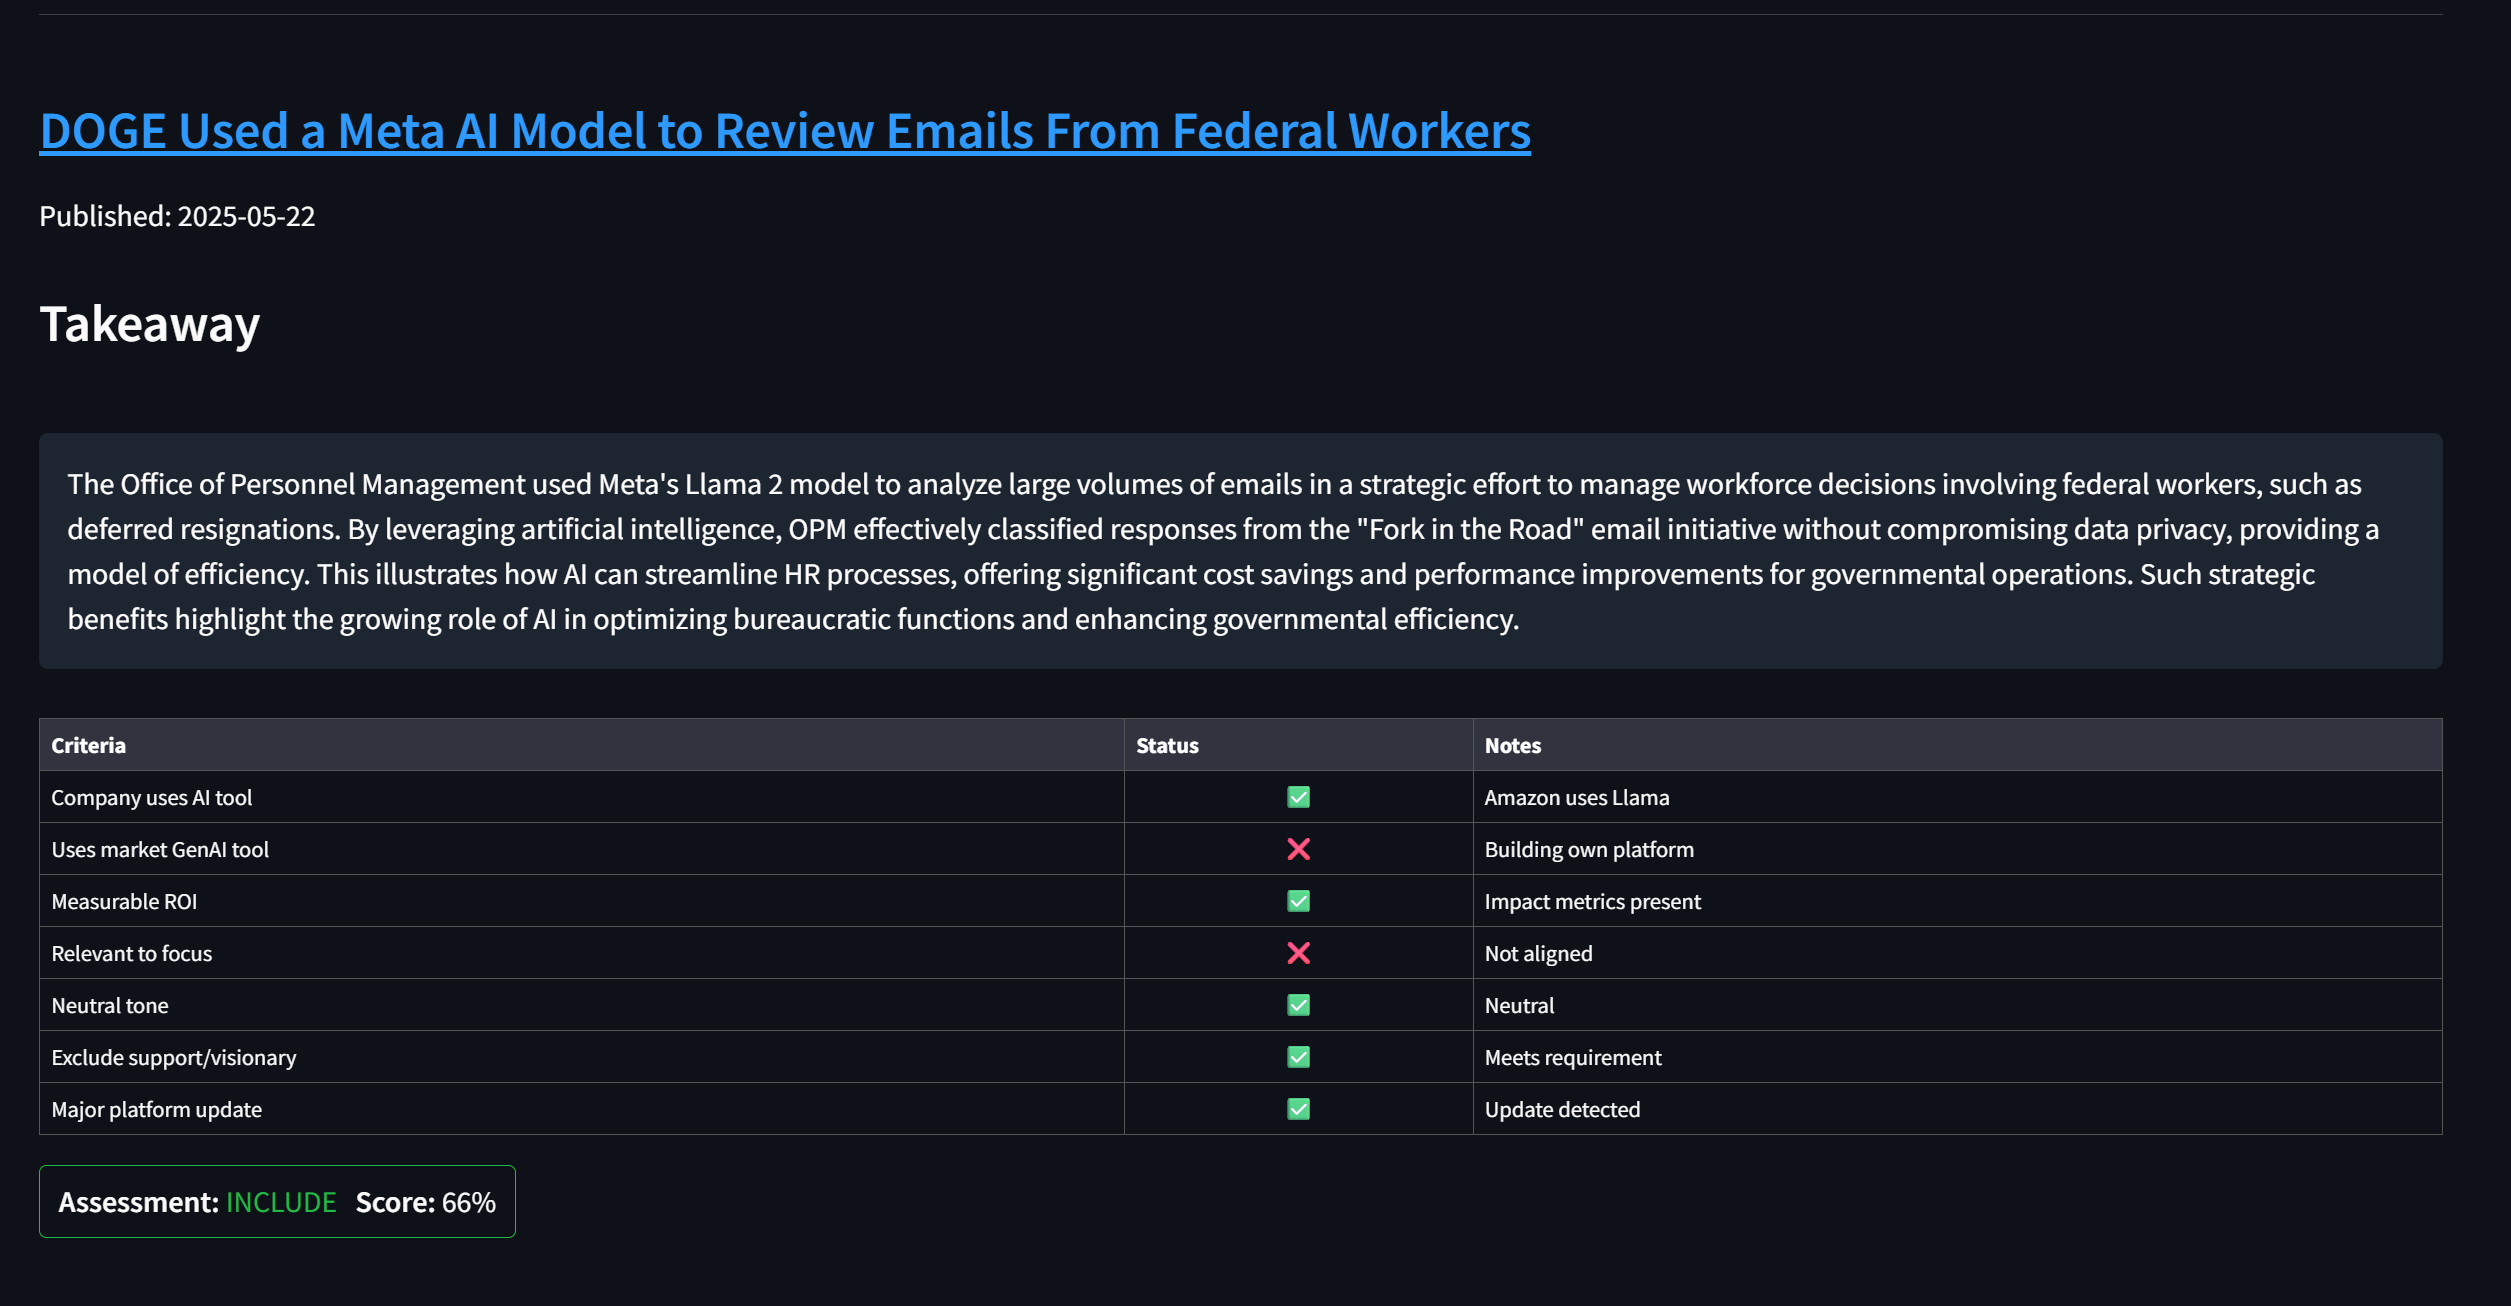 DOGE Used a Meta AI Model to Review Emails From Federal Workers
Published: 2025-05-22
Takeaway
The Office of Personnel Management used Meta's Llama 2 model to analyze large volumes of emails in a strategic effort to manage workforce decisions involving federal workers, such as
deferred resignations. By leveraging artificial intelligence, OPM effectively classified responses from the "Fork in the Road" email initiative without compromising data privacy, providing a
model of efficiency. This illustrates how AI can streamline HR processes, offering significant cost savings and performance improvements for governmental operations. Such strategic
benefits highlight the growing role of AI in optimizing bureaucratic functions and enhancing governmental efficiency.
Criteria Status Notes
Company uses AI tool ✅ Amazon uses Llama
Uses market GenAI tool ❌ Building own platform
Measurable ROI ✅ Impact metrics present
Relevant to focus ❌ Not aligned
Neutral tone ✅ Neutral
Exclude support/visionary ✅ Meets requirement
Major platform update ✅ Update detected
Assessment: INCLUDE Score: 66%